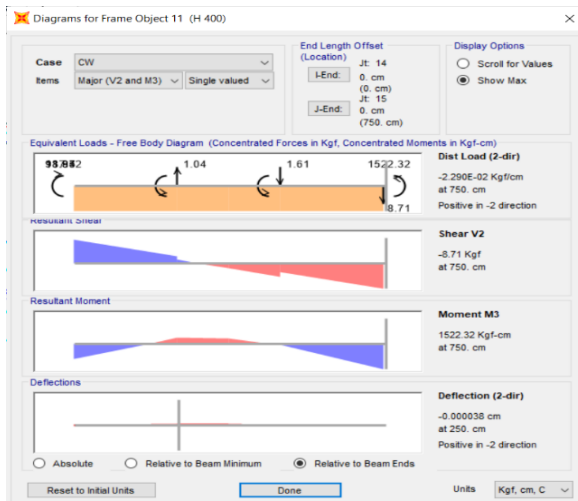 Diagrams for Frame Object 11 (H 400)
Case CW
Items Major (V2 and M3) Single valued
End Length Offset
(Location)
Jt: 14
I-End: 0. cm
(0. cm)
Jt: 15
J-End: 0. cm
(750. cm)
Display Options
Scroll for Values
Show Max
Equivalent Loads - Free Body Diagram (Concentrated Forces in Kgf, Concentrated Moments in Kgf-cm)
1.04 1.61 1522.32
8.71
Dist Load (2-dir)
-2.290E-02 Kgf/cm
at 750. cm
Positive in -2 direction
Resultant Shear
Shear V2
-8.71 Kgf
at 750. cm
Resultant Moment
Moment M3
1522.32 Kgf-cm
at 750. cm
Deflections
Deflection (2-dir)
-0.000038 cm
at 250. cm
Positive in -2 direction
Absolute Relative to Beam Minimum Relative to Beam Ends
Reset to Initial Units Done Units Kgf, cm, C